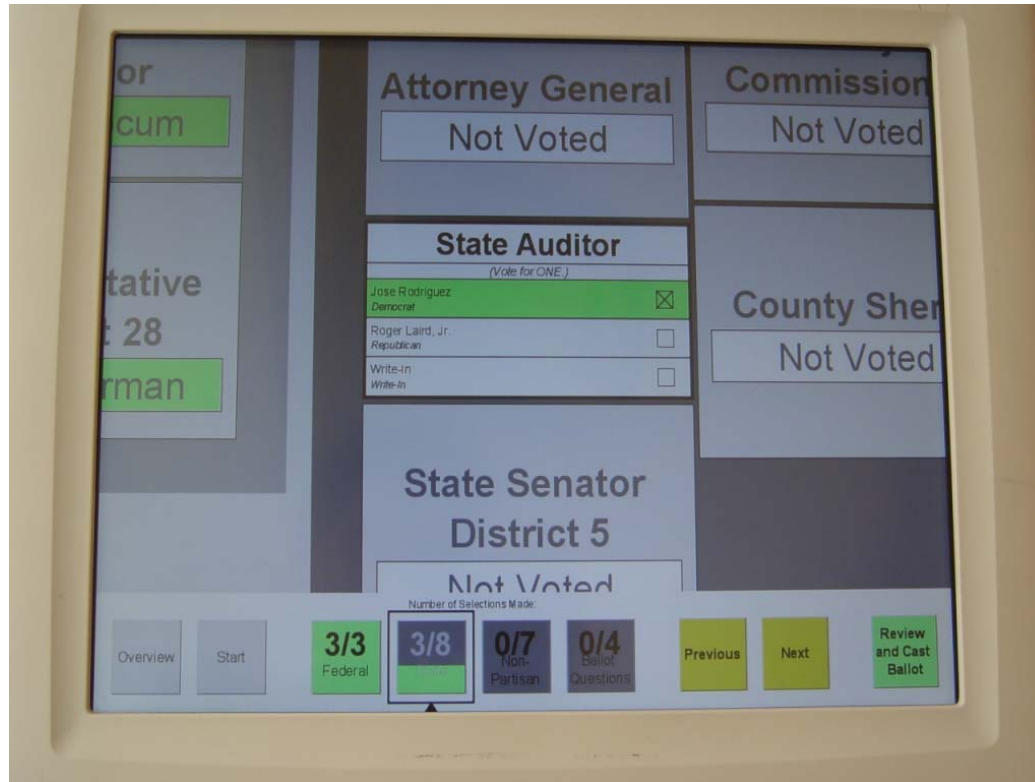 or
cum
tative
t 28
rman
Attorney General
Not Voted
State Auditor
(Vote for ONE.)
Jose Rodriguez
Democrat
Roger Laird, Jr.
Republican
Write-in
Write-In
State Senator
District 5
Not Voted
Commission
Not Voted
County Sher
Not Voted
Number of Selections Made:
Overview
Start
3/3
Federal
3/8
0/7
Non-
Partisan
0/4
Ballot
Questions
Previous
Next
Review
and Cast
Ballot